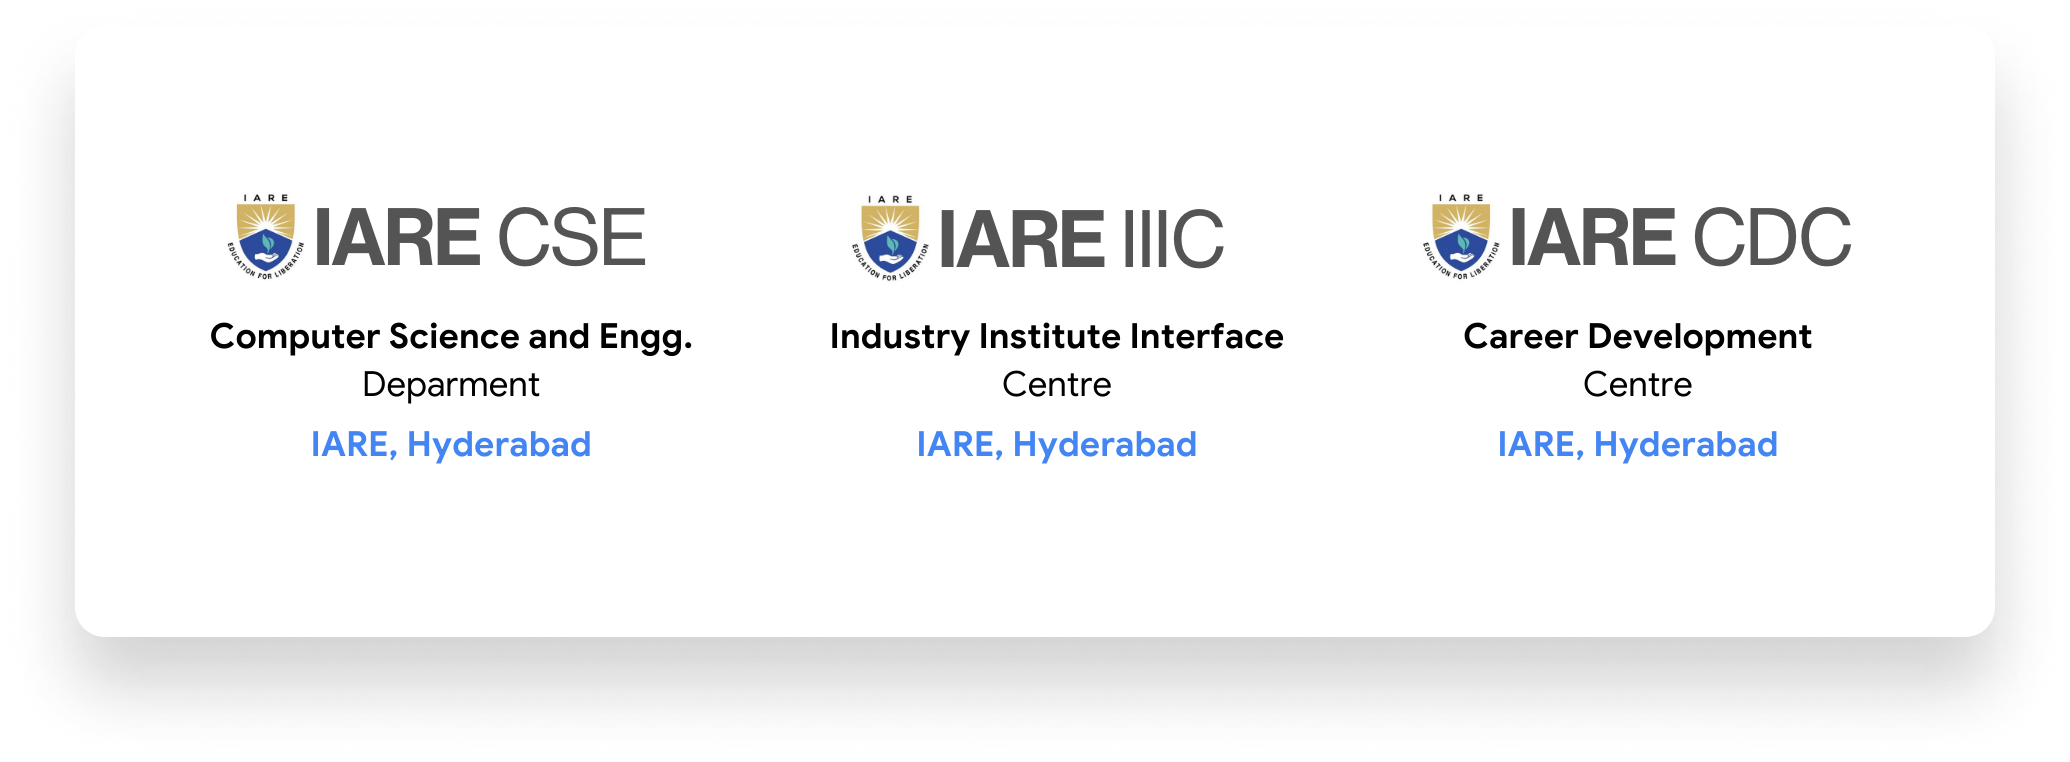 IARE
EDUCATION FOR LIBERATION
IARE CSE
Computer Science and Engg.
Deparment
IARE, Hyderabad
IARE
EDUCATION FOR LIBERATION
IARE IIIC
Industry Institute Interface
Centre
IARE, Hyderabad
IARE
EDUCATION FOR LIBERATION
IARE CDC
Career Development
Centre
IARE, Hyderabad